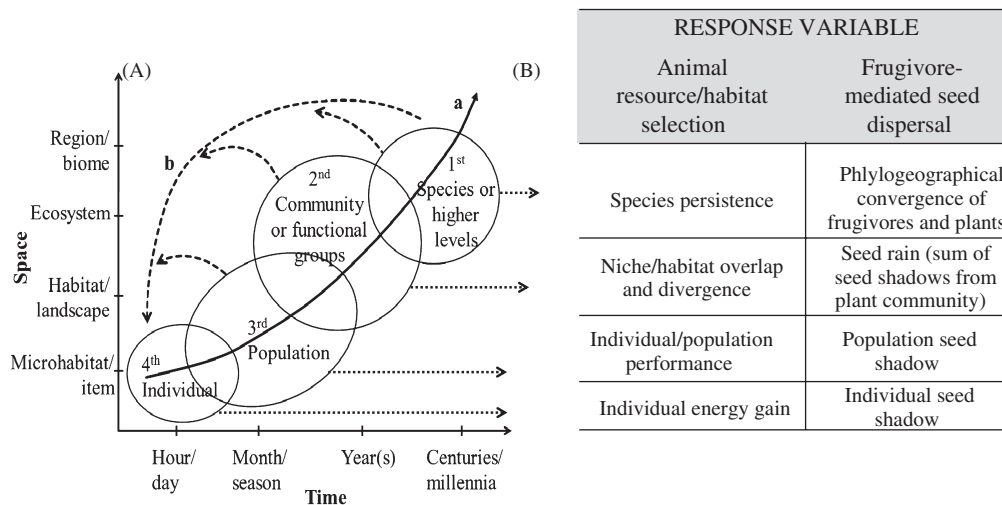 (A)
(B)
a
b
Region/
biome
Ecosystem
Habitat/
landscape
Microhabitat/
item
Space
1st
Species or
higher
levels
2nd
Community
or functional
groups
3rd
Population
4th
Individual
Hour/
day
Month/
season
Year(s)
Centuries/
millennia
Time
RESPONSE VARIABLE
Animal
resource/habitat
selection
Frugivore-
mediated seed
dispersal
Species persistence
Phlylogeographical
convergence of
frugivores and plants
Niche/habitat overlap
and divergence
Seed rain (sum of
seed shadows from
plant community)
Individual/population
performance
Population seed
shadow
Individual energy gain
Individual seed
shadow